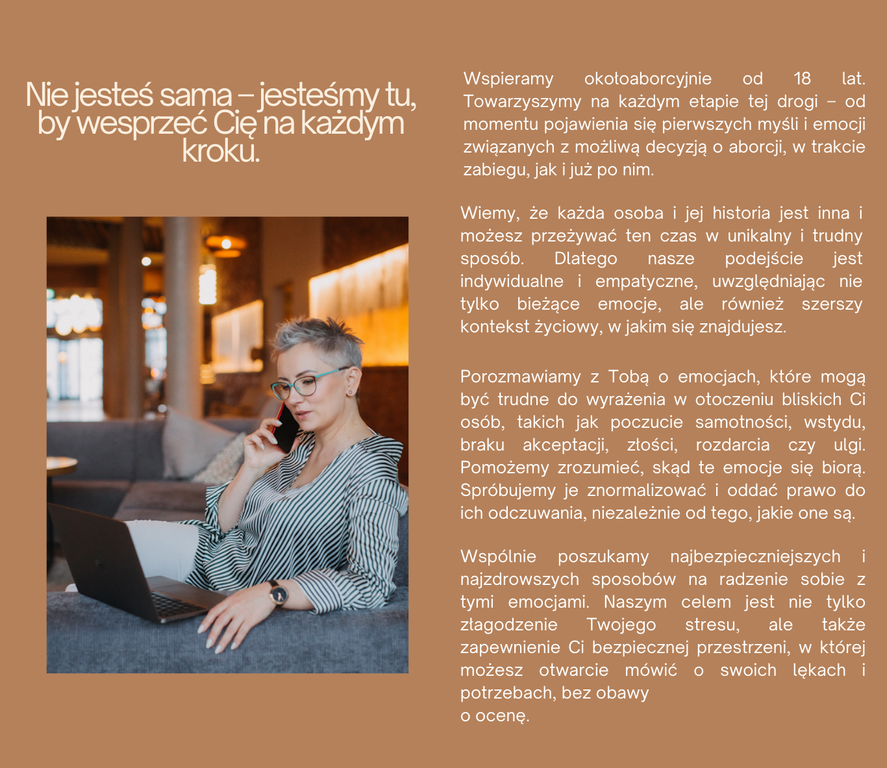 Nie jesteś sama – jesteśmy tu,
by wesprzeć Cię na każdym
kroku.
Wspieramy okołoaborcyjnie od 18 lat.
Towarzyszymy na każdym etapie tej drogi – od
momentu pojawienia się pierwszych myśli i emocji
związanych z możliwą decyzją o aborcji, w trakcie
zabiegu, jak i już po nim.
Wiemy, że każda osoba i jej historia jest inna i
możesz przeżywać ten czas w unikalny i trudny
sposób. Dlatego nasze podejście jest
indywidualne i empatyczne, uwzględniając nie
tylko bieżące emocje, ale również szerszy
kontekst życiowy, w jakim się znajdujesz.
Porozmawiamy z Tobą o emocjach, które mogą
być trudne do wyrażenia w otoczeniu bliskich Ci
osób, takich jak poczucie samotności, wstydu,
braku akceptacji, złości, rozdarcia czy ulgi.
Pomożemy zrozumieć, skąd te emocje się biorą.
Spróbujemy je znormalizować i oddać prawo do
ich odczuwania, niezależnie od tego, jakie one są.
Wspólnie poszukamy najbezpieczniejszych i
najzdrowszych sposobów na radzenie sobie z
tymi emocjami. Naszym celem jest nie tylko
złagodzenie Twojego stresu, ale także
zapewnienie Ci bezpiecznej przestrzeni, w której
możesz otwarcie mówić o swoich lękach i
potrzebach, bez obawy
o ocenę.